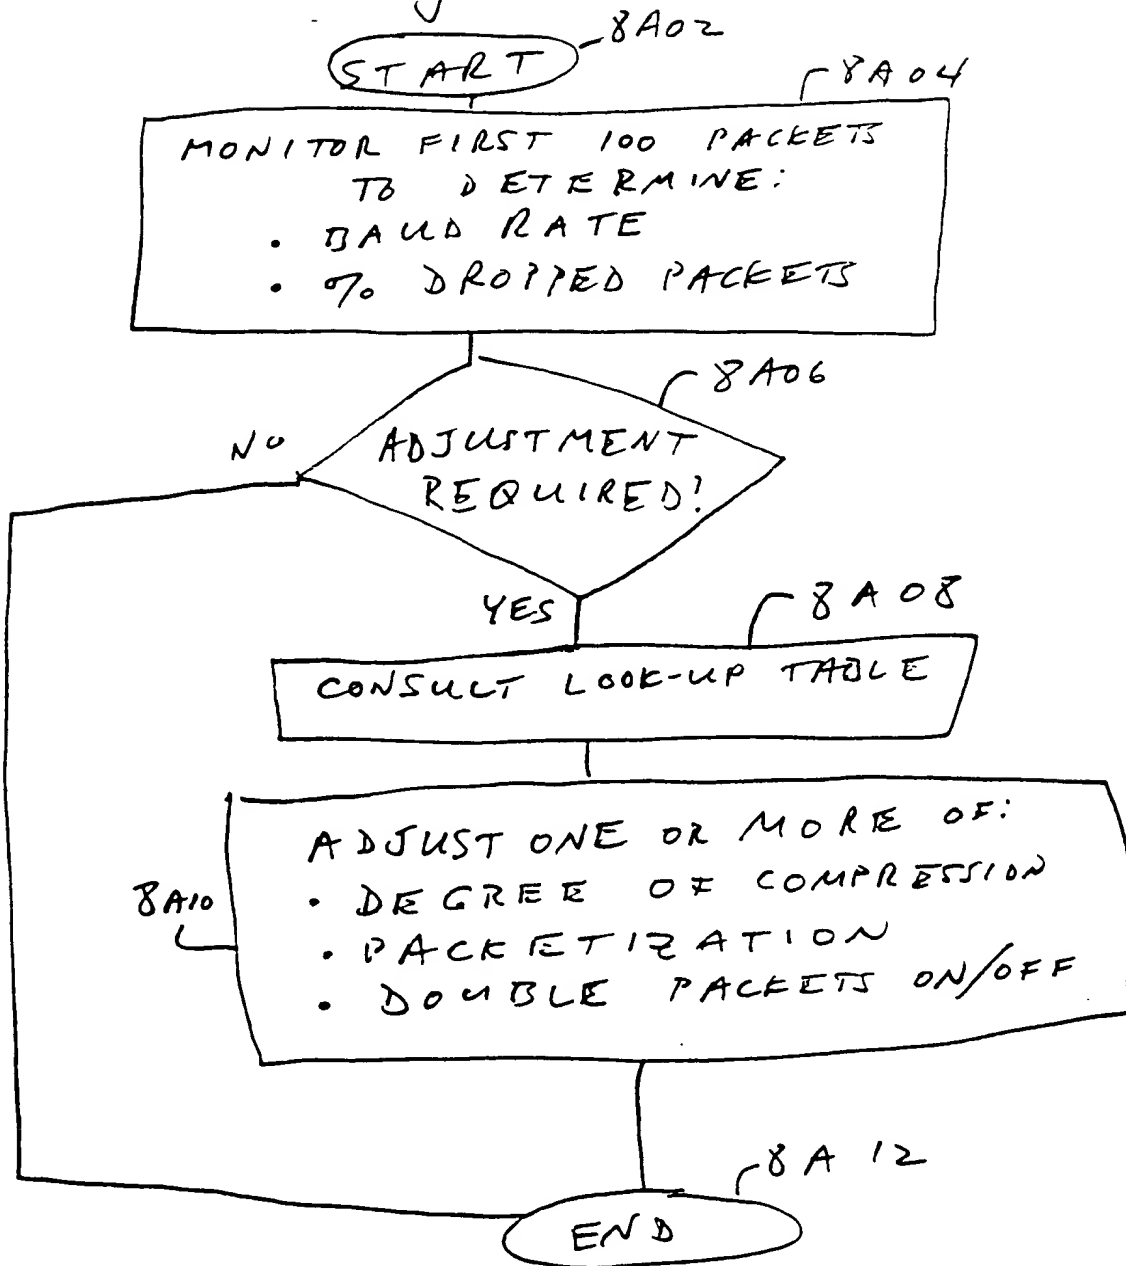 8A02
START
8A04
MONITOR FIRST 100 PACKETS
TO DETERMINE:
• BAUD RATE
• % DROPPED PACKETS
8A06
NO
ADJUSTMENT
REQUIRED?
YES
8A08
CONSULT LOOK-UP TABLE
ADJUST ONE OR MORE OF:
• DEGREE OF COMPRESSION
8A10
• PACKETIZATION
• DOUBLE PACKETS ON/OFF
8A12
END